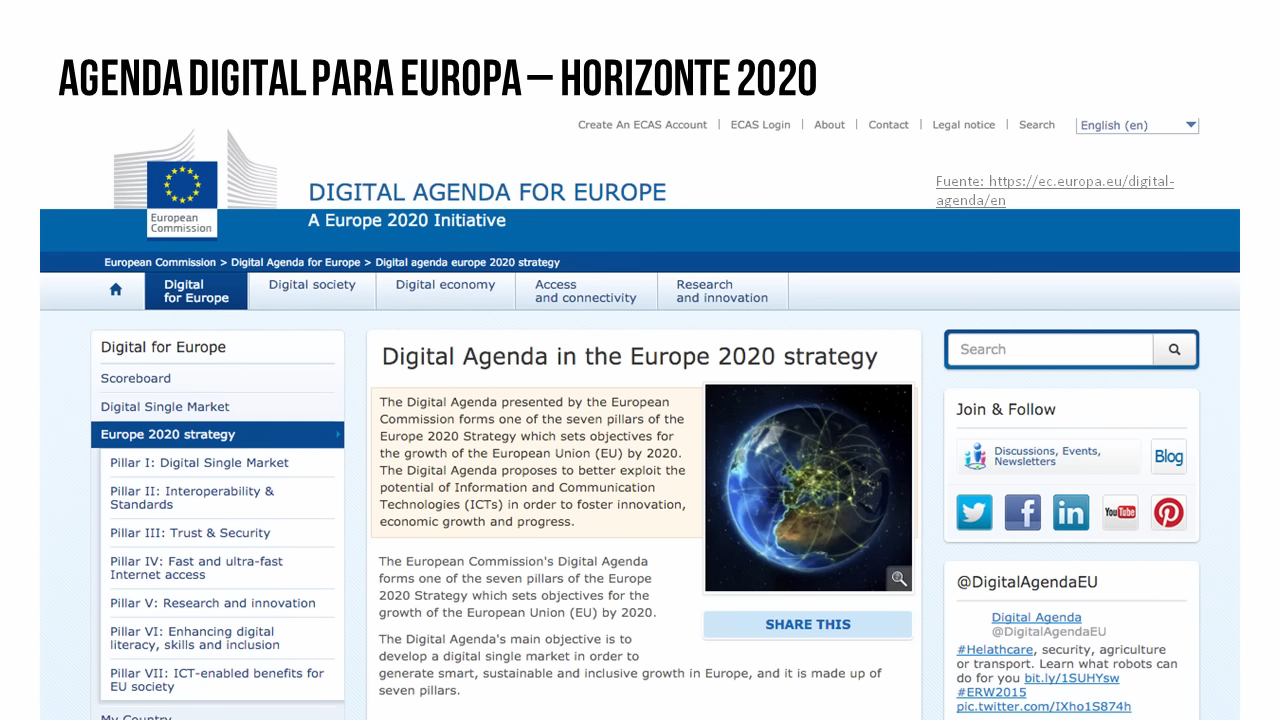 AGENDA DIGITAL PARA EUROPA – HORIZONTE 2020
Create An ECAS Account | ECAS Login | About | Contact | Legal notice | Search
English (en)
European
Commission
DIGITAL AGENDA FOR EUROPE
A Europe 2020 Initiative
Fuente: https://ec.europa.eu/digital-
agenda/en
European Commission > Digital Agenda for Europe > Digital agenda europe 2020 strategy
Digital
for Europe
Digital society
Digital economy
Access
and connectivity
Research
and innovation
Digital for Europe
Scoreboard
Digital Single Market
Europe 2020 strategy
Pillar I: Digital Single Market
Pillar II: Interoperability &
Standards
Pillar III: Trust & Security
Pillar IV: Fast and ultra-fast
Internet access
Pillar V: Research and innovation
Pillar VI: Enhancing digital
literacy, skills and inclusion
Pillar VII: ICT-enabled benefits for
EU society
My Country
Digital Agenda in the Europe 2020 strategy
The Digital Agenda presented by the European
Commission forms one of the seven pillars of the
Europe 2020 Strategy which sets objectives for
the growth of the European Union (EU) by 2020.
The Digital Agenda proposes to better exploit the
potential of Information and Communication
Technologies (ICTs) in order to foster innovation,
economic growth and progress.
The European Commission's Digital Agenda
forms one of the seven pillars of the Europe
2020 Strategy which sets objectives for the
growth of the European Union (EU) by 2020.
The Digital Agenda's main objective is to
develop a digital single market in order to
generate smart, sustainable and inclusive growth in Europe, and it is made up of
seven pillars.
SHARE THIS
Search
Join & Follow
Discussions, Events,
Newsletters
Blog
You Tube
@DigitalAgendaEU
Digital Agenda
@DigitalAgendaEU
#Helathcare, security, agriculture
or transport. Learn what robots can
do for you bit.ly/1SUHYsw
#ERW2015
pic.twitter.com/IXho1S874h